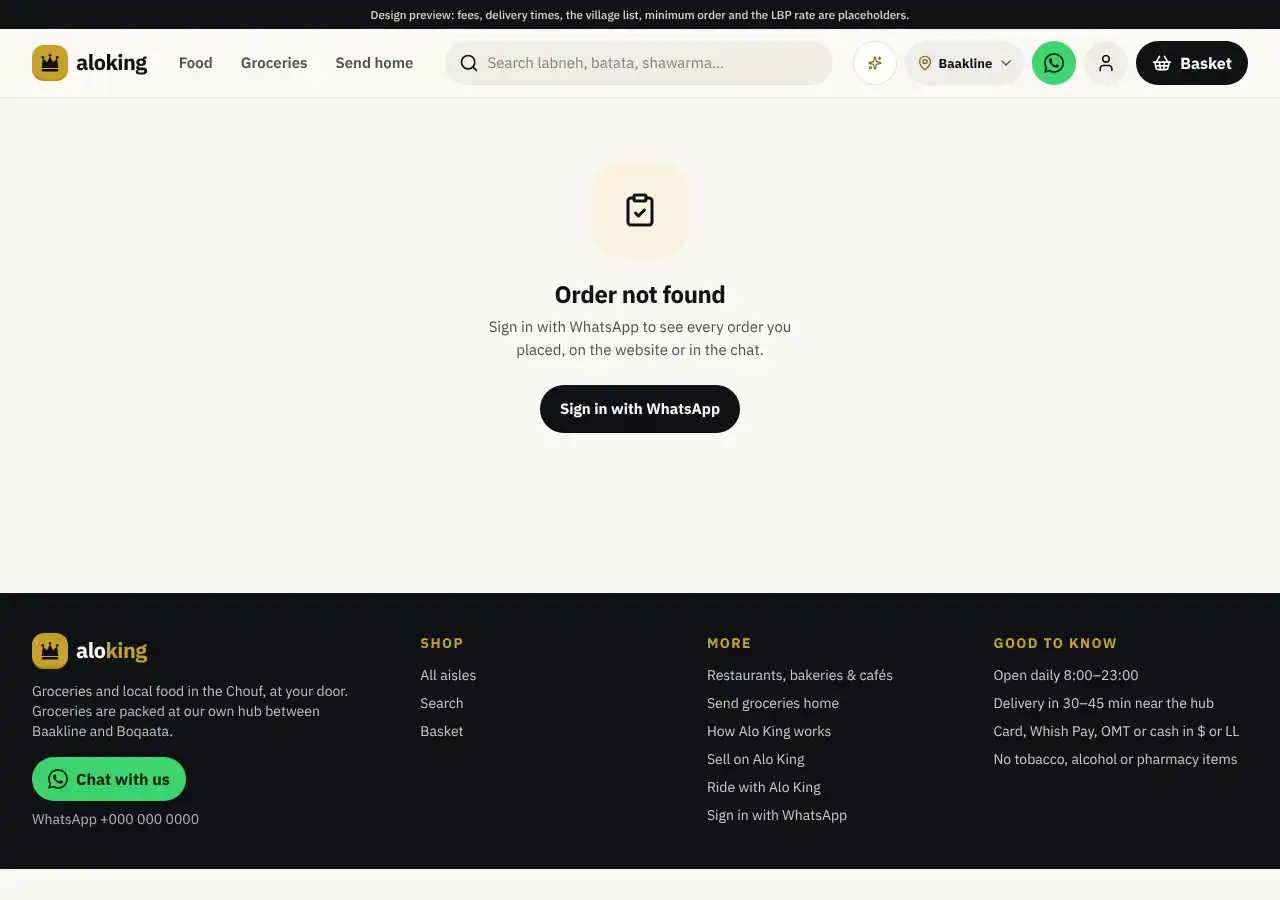 Design preview: fees, delivery times, the village list, minimum order and the LBP rate are placeholders.
aloking
Food
Groceries
Send home
Search labneh, batata, shawarma...
Baakline
Basket
Order not found
Sign in with WhatsApp to see every order you
placed, on the website or in the chat.
Sign in with WhatsApp
aloking
Groceries and local food in the Chouf, at your door.
Groceries are packed at our own hub between
Baakline and Boqaata.
Chat with us
WhatsApp +000 000 0000
SHOP
All aisles
Search
Basket
MORE
Restaurants, bakeries & cafés
Send groceries home
How Alo King works
Sell on Alo King
Ride with Alo King
Sign in with WhatsApp
GOOD TO KNOW
Open daily 8:00–23:00
Delivery in 30–45 min near the hub
Card, Whish Pay, OMT or cash in $ or LL
No tobacco, alcohol or pharmacy items